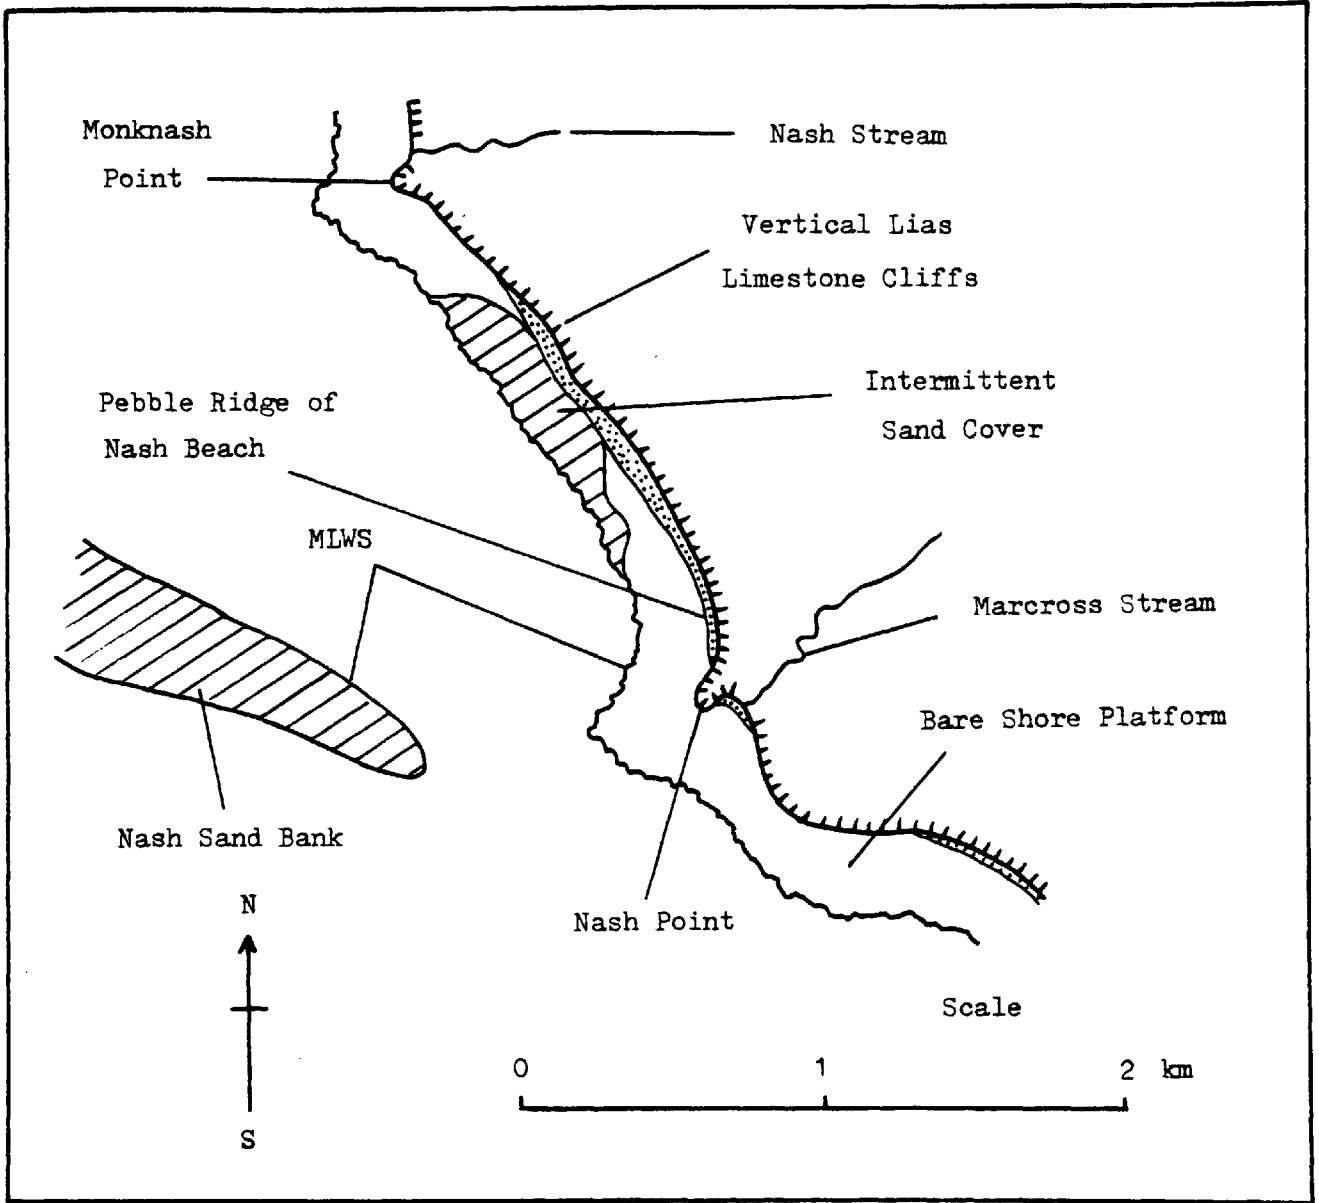 Monknash
Point
Nash Stream
Vertical Lias
Limestone Cliffs
Intermittent
Sand Cover
Pebble Ridge of
Nash Beach
MLWS
Marcross Stream
Bare Shore Platform
Nash Sand Bank
Nash Point
N
S
Scale
0 1 2 km